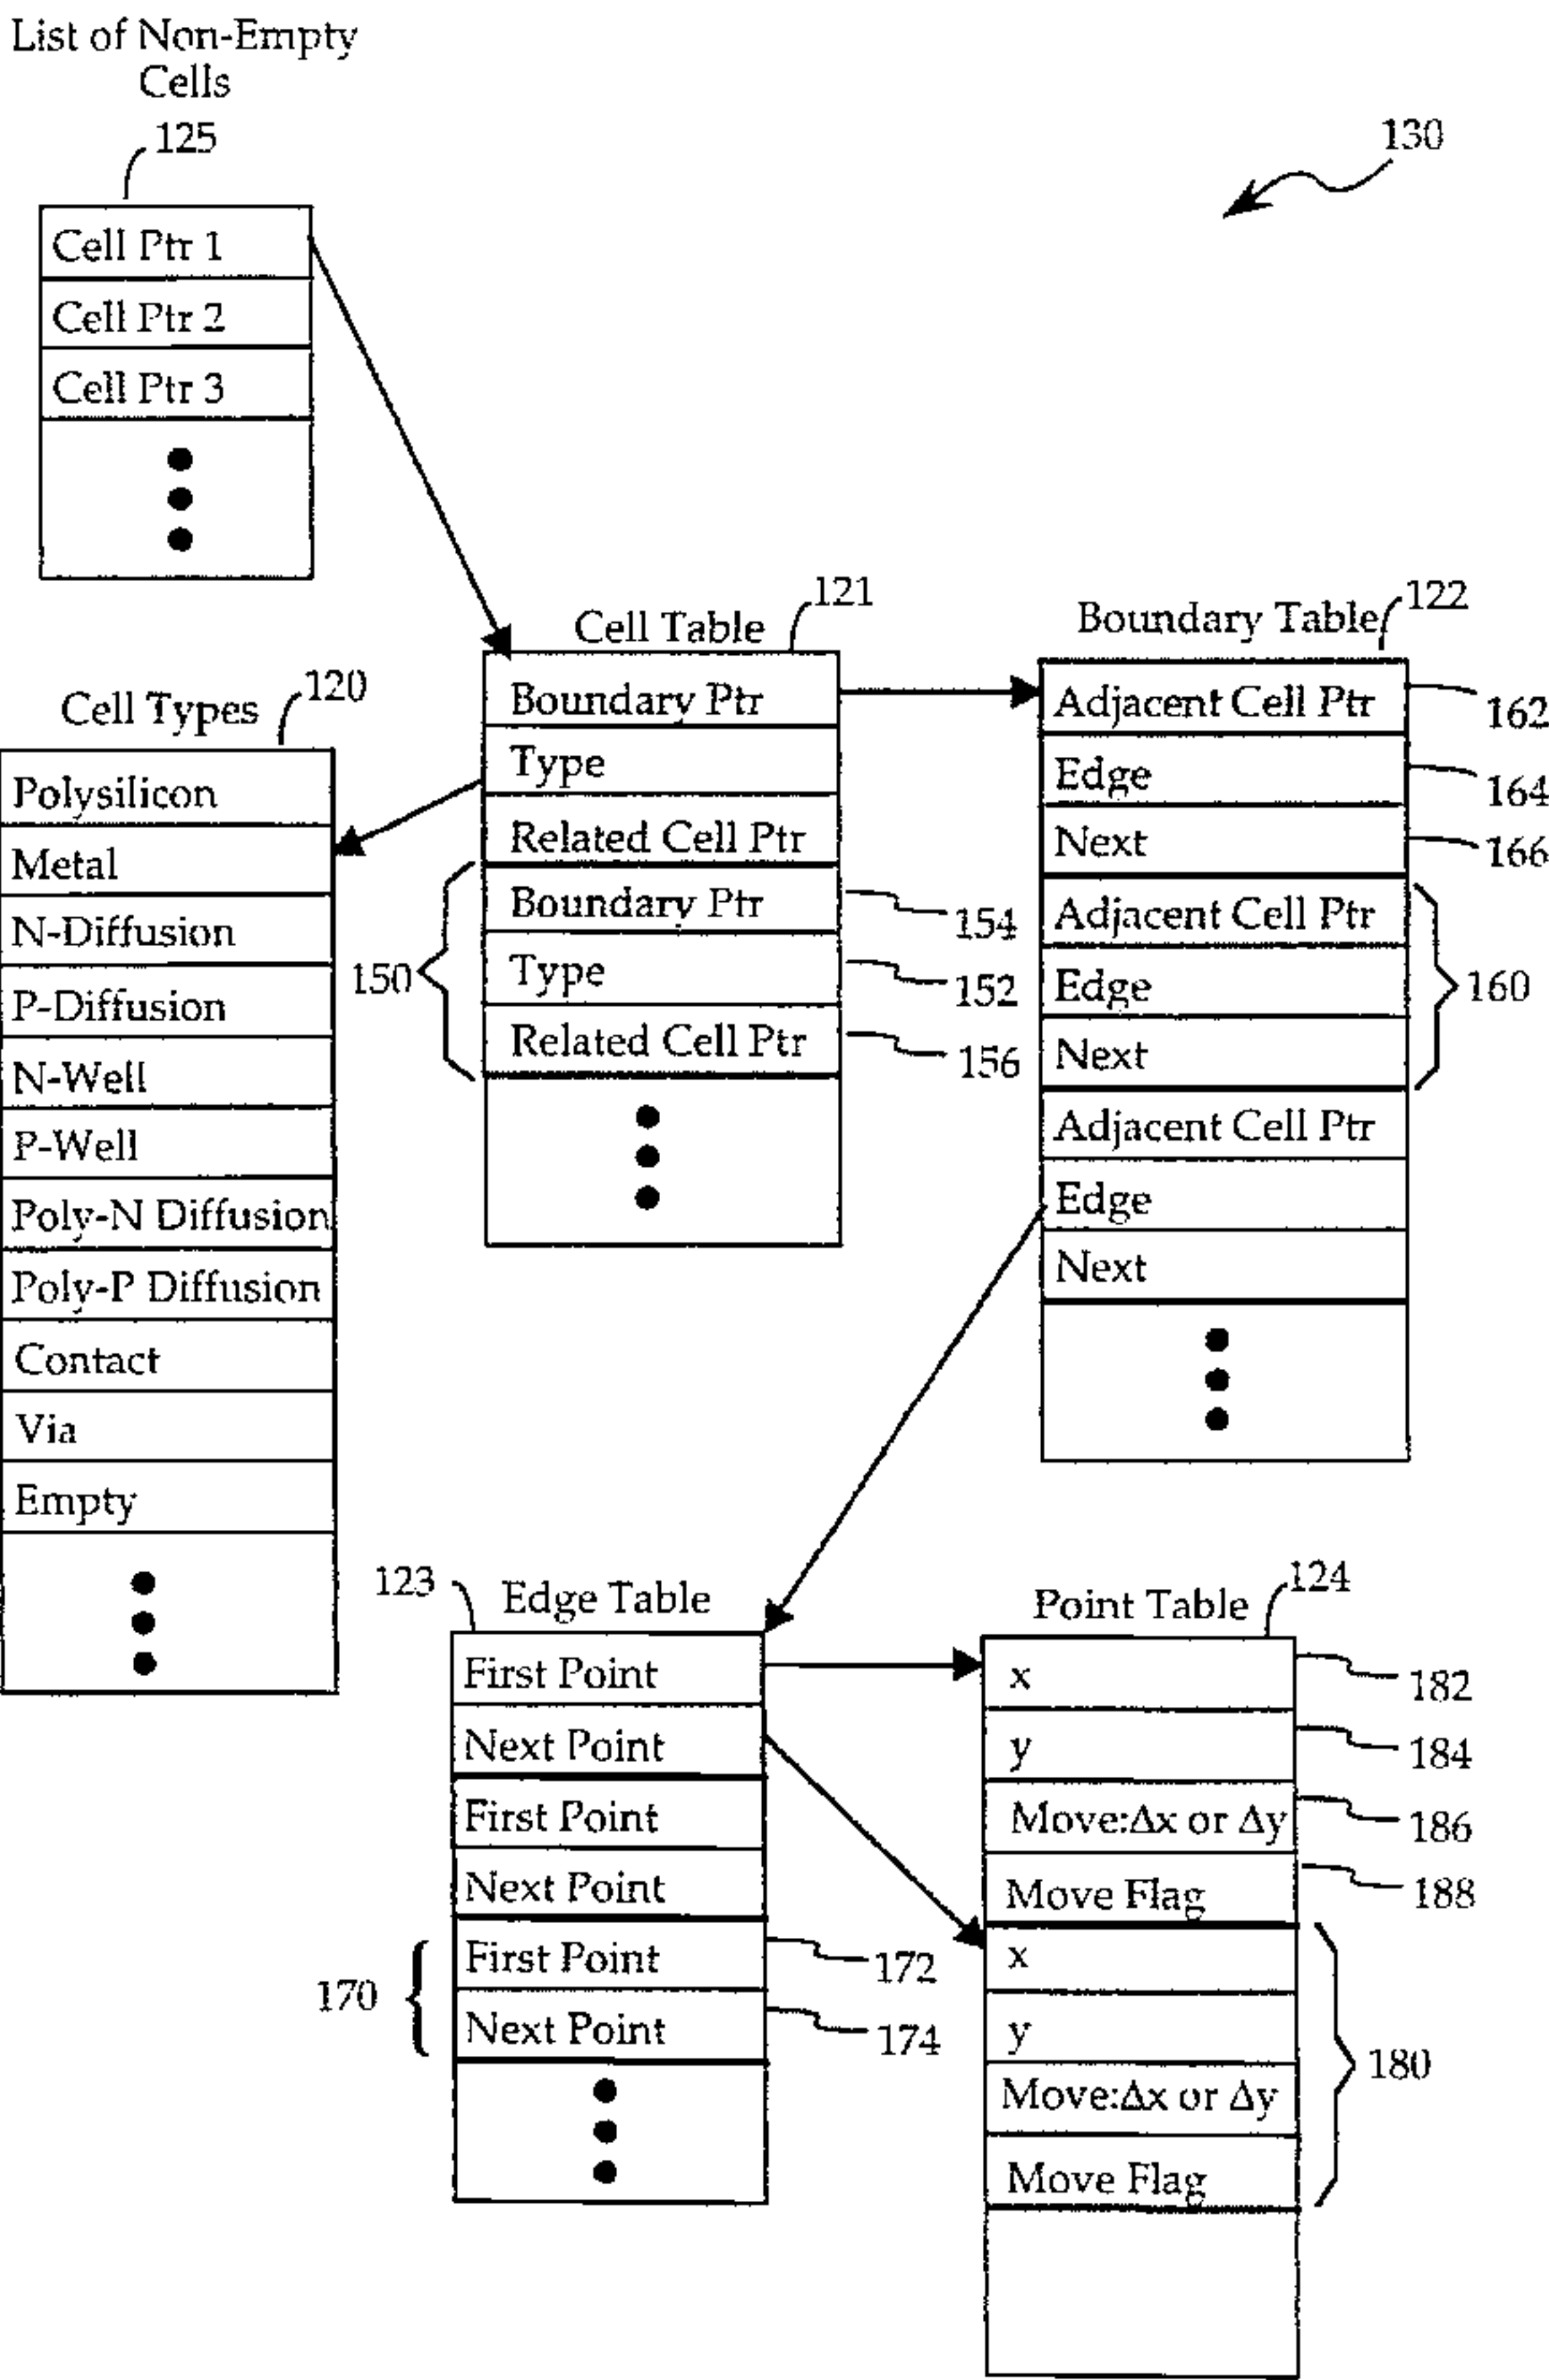 List of Non-Empty
Cells
125
130
Cell Ptr 1
Cell Ptr 2
Cell Ptr 3
Cell Types
120
Polysilicon
Metal
N-Diffusion
P-Diffusion
N-Well
P-Well
Poly-N Diffusion
Poly-P Diffusion
Contact
Via
Empty
Cell Table
121
Boundary Ptr
Type
Related Cell Ptr
150
Boundary Ptr
154
Type
152
Related Cell Ptr
156
Boundary Table
122
Adjacent Cell Ptr
162
Edge
164
Next
166
Adjacent Cell Ptr
Edge
160
Next
Adjacent Cell Ptr
Edge
Next
123
Edge Table
First Point
Next Point
First Point
Next Point
170
First Point
172
Next Point
174
Point Table
124
x
182
y
184
Move:Δx or Δy
186
Move Flag
188
x
y
180
Move:Δx or Δy
Move Flag